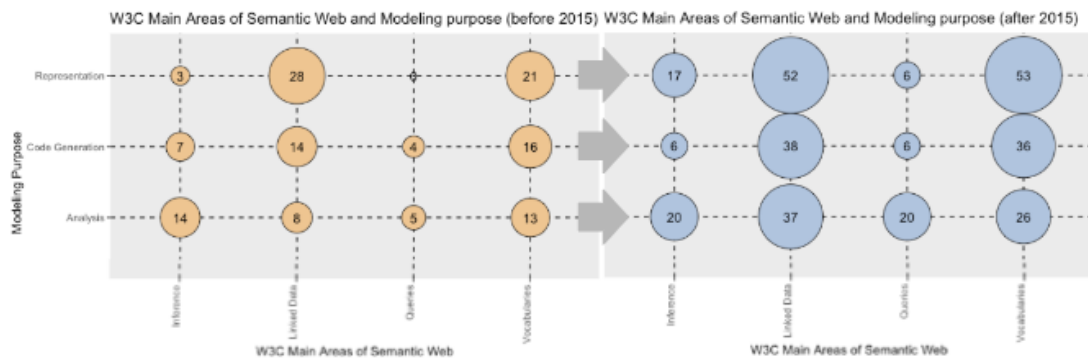 W3C Main Areas of Semantic Web and Modeling purpose (before 2015)
W3C Main Areas of Semantic Web and Modeling purpose (after 2015)
Modeling Purpose
Representation
3 28 0 21
17 52 6 53
Code Generation
7 14 4 16
6 38 6 36
Analysis
14 8 5 13
20 37 20 26
Inference
Linked Data
Queries
Vocabularies
Inference
Linked Data
Queries
Vocabularies
W3C Main Areas of Semantic Web
W3C Main Areas of Semantic Web